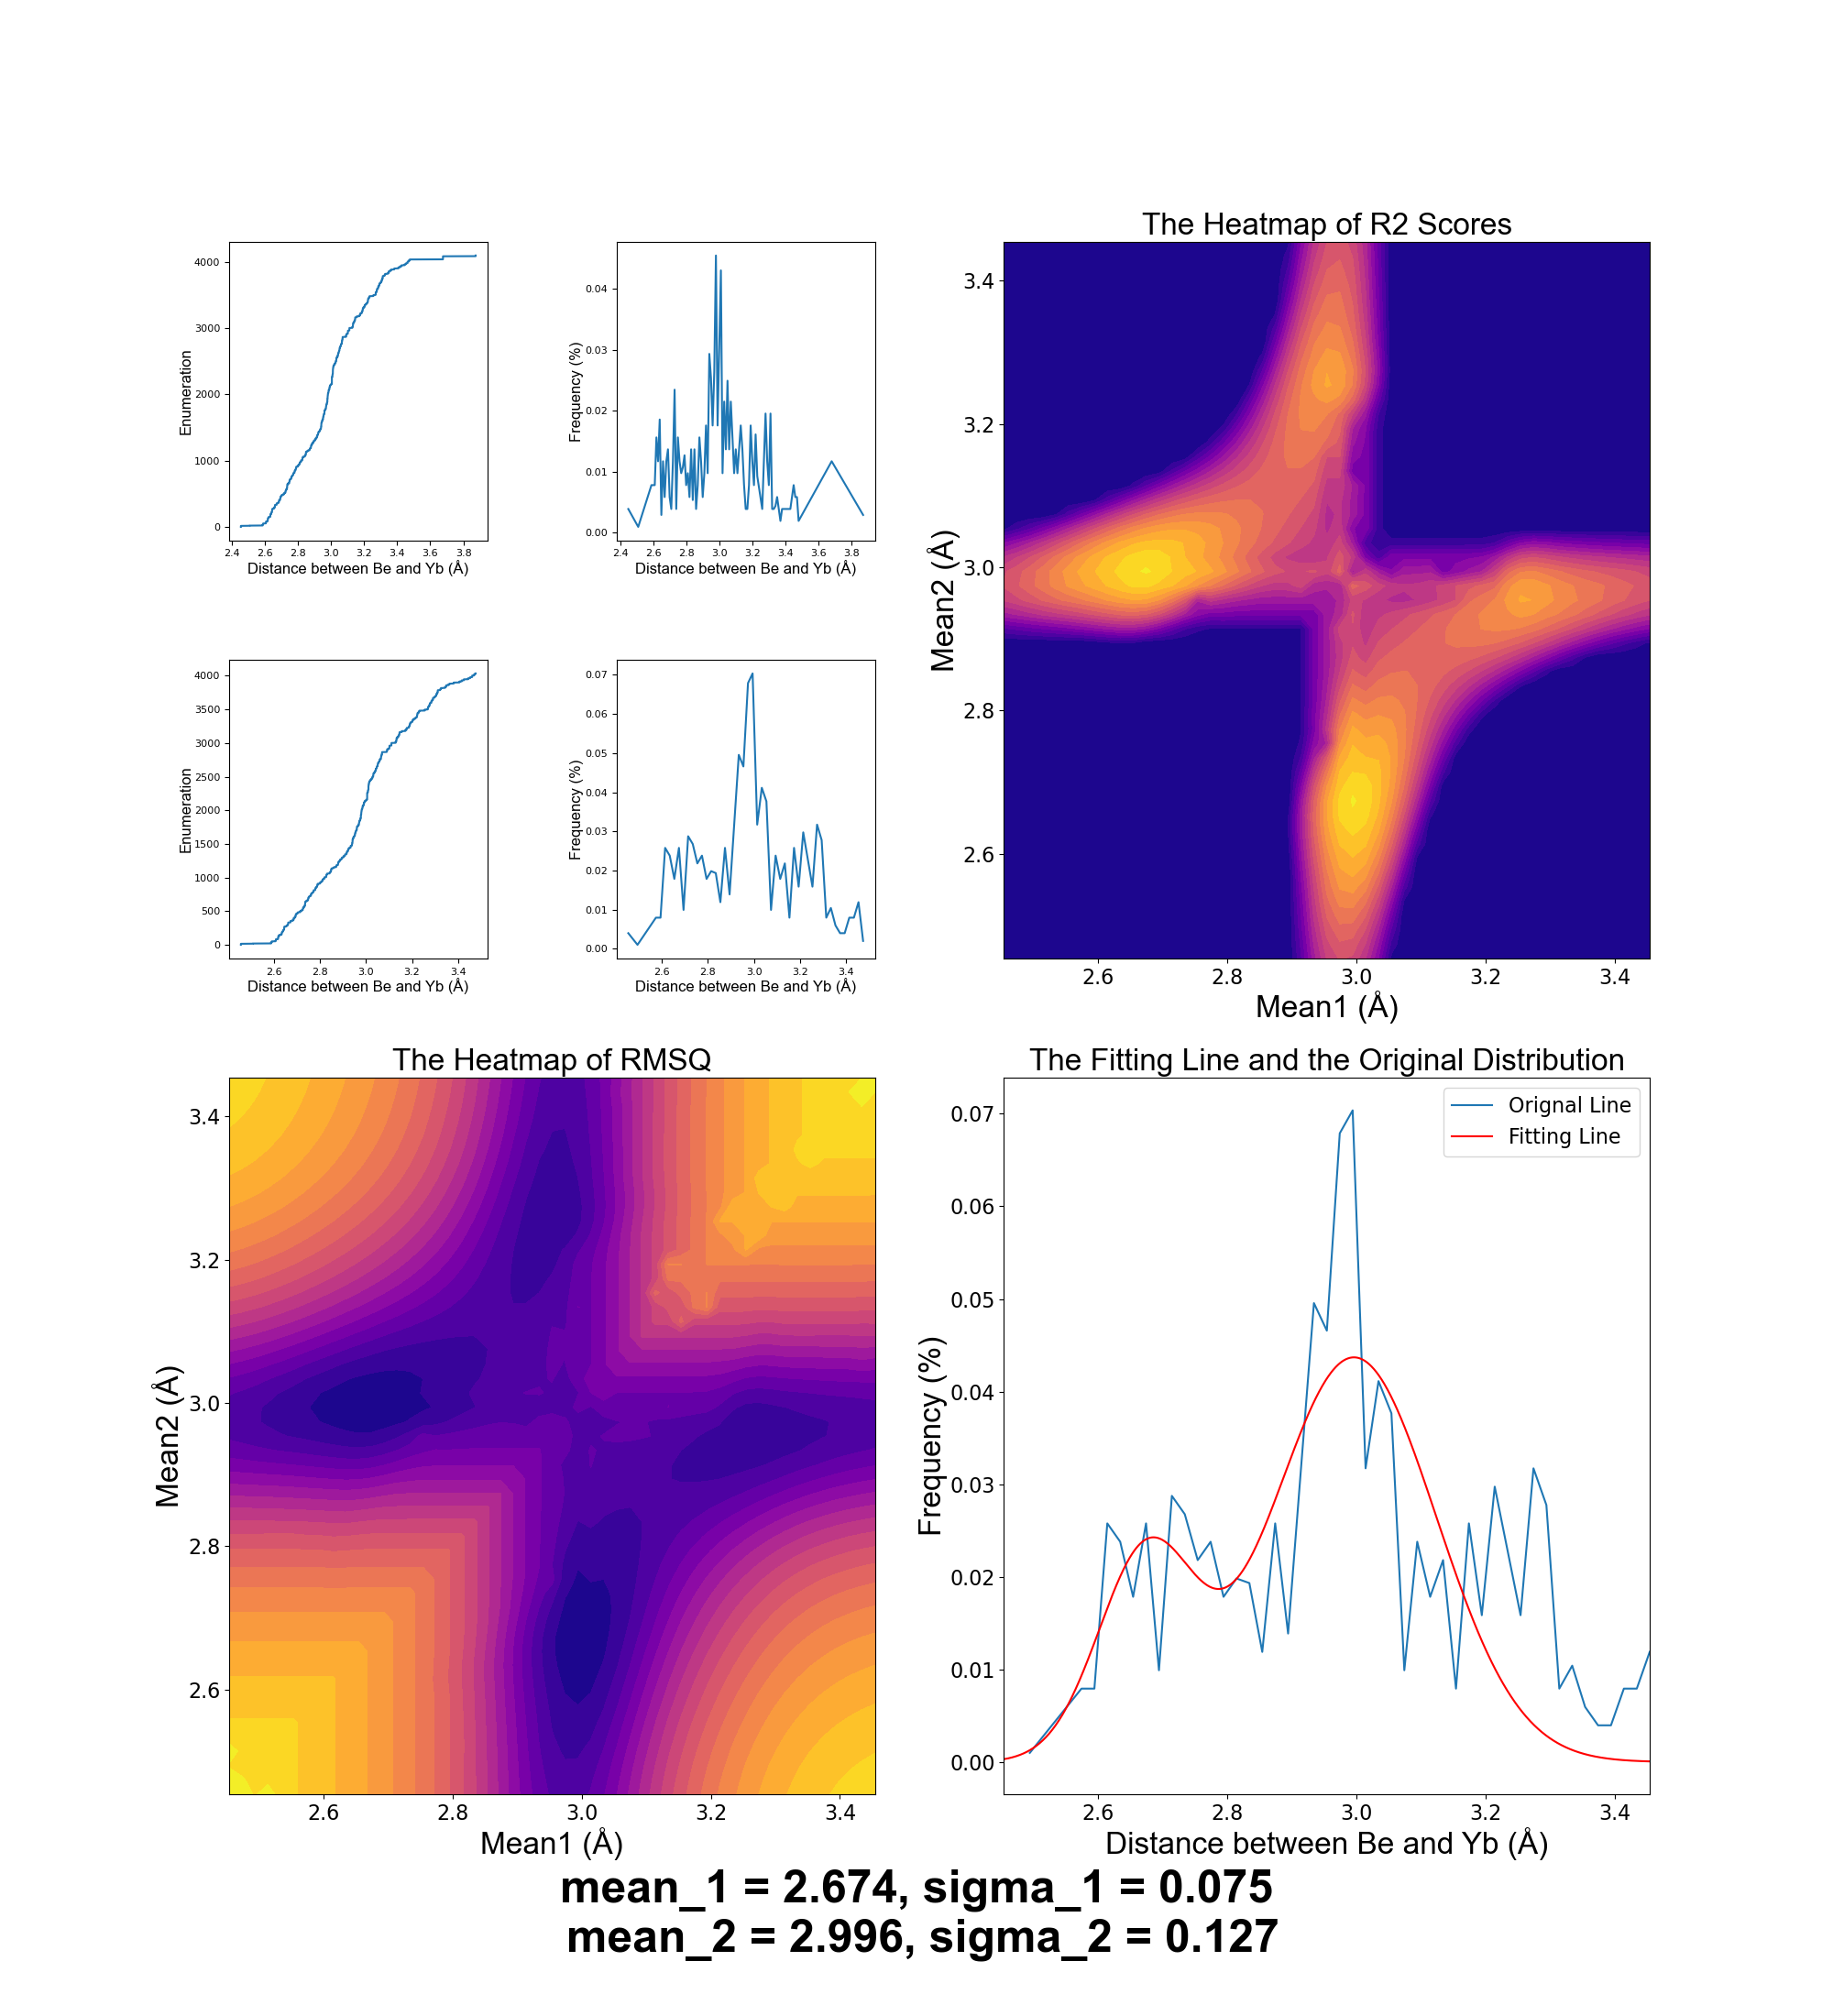 4000
3000
2000
1000
0
Enumeration
2.4 2.6 2.8 3.0 3.2 3.4 3.6 3.8
Distance between Be and Yb (Å)
0.04
0.03
0.02
0.01
0.00
Frequency (%)
2.4 2.6 2.8 3.0 3.2 3.4 3.6 3.8
Distance between Be and Yb (Å)
The Heatmap of R2 Scores
3.4
3.2
3.0
2.8
2.6
Mean2 (Å)
2.6 2.8 3.0 3.2 3.4
Mean1 (Å)
4000
3500
3000
2500
2000
1500
1000
500
0
Enumeration
2.6 2.8 3.0 3.2 3.4
Distance between Be and Yb (Å)
0.07
0.06
0.05
0.04
0.03
0.02
0.01
0.00
Frequency (%)
2.6 2.8 3.0 3.2 3.4
Distance between Be and Yb (Å)
The Heatmap of RMSQ
3.4
3.2
3.0
2.8
2.6
Mean2 (Å)
2.6 2.8 3.0 3.2 3.4
Mean1 (Å)
The Fitting Line and the Original Distribution
Orignal Line
Fitting Line
0.07
0.06
0.05
0.04
0.03
0.02
0.01
0.00
Frequency (%)
2.6 2.8 3.0 3.2 3.4
Distance between Be and Yb (Å)
mean_1 = 2.674, sigma_1 = 0.075
mean_2 = 2.996, sigma_2 = 0.127